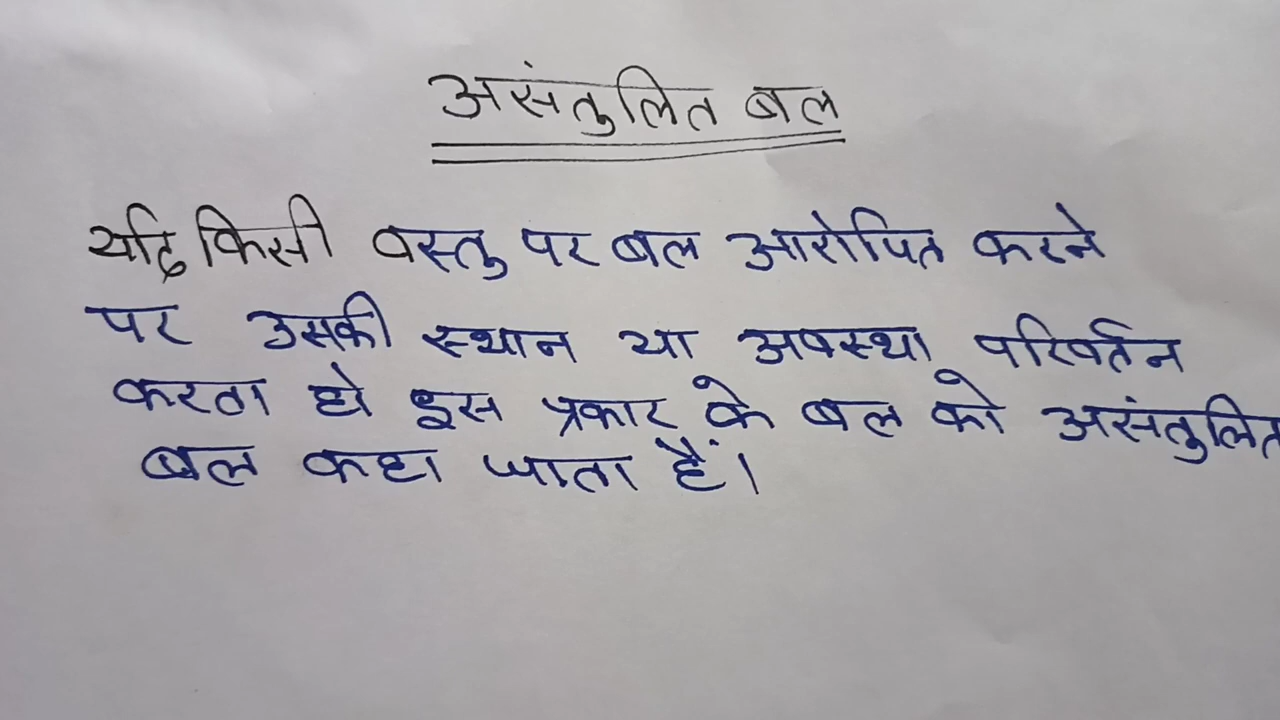 असंतुलित बल
यदि किसी वस्तु पर बल आरोपित करने
पर उसकी स्थान या अवस्था परिवर्तन
करता हो इस प्रकार के बल को असंतुलित
बल कहा जाता हैं।